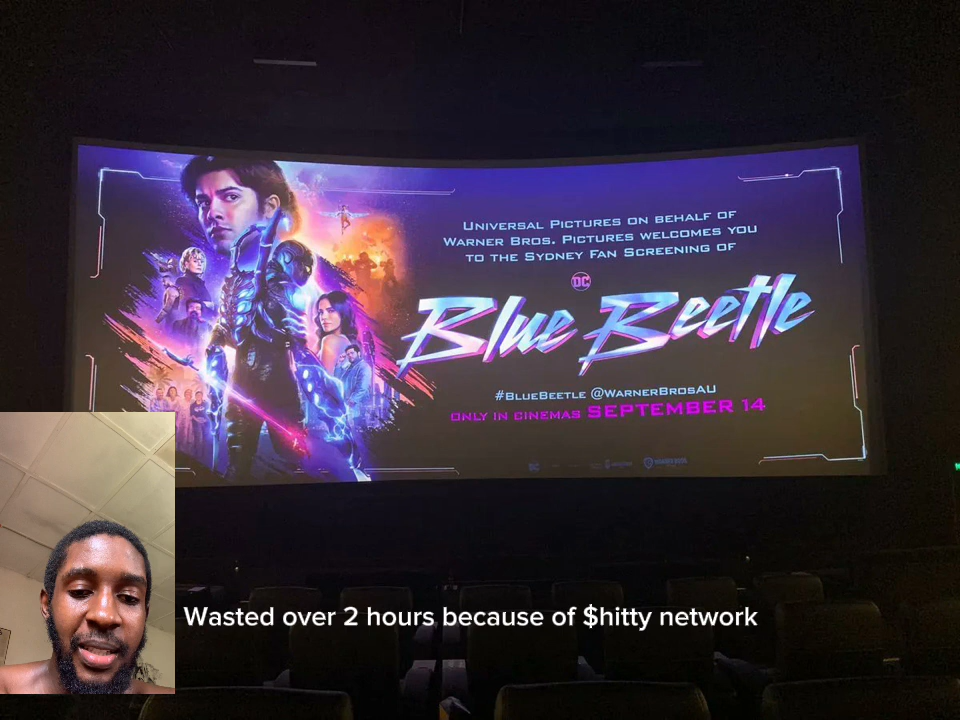 UNIVERSAL PICTURES ON BEHALF OF
WARNER BROS. PICTURES WELCOMES YOU
TO THE SYDNEY FAN SCREENING OF
DC
Blue Beetle
#BLUEBEETLE @WARNERBROSAU
ONLY IN CINEMAS SEPTEMBER 14
Wasted over 2 hours because of $hitty network